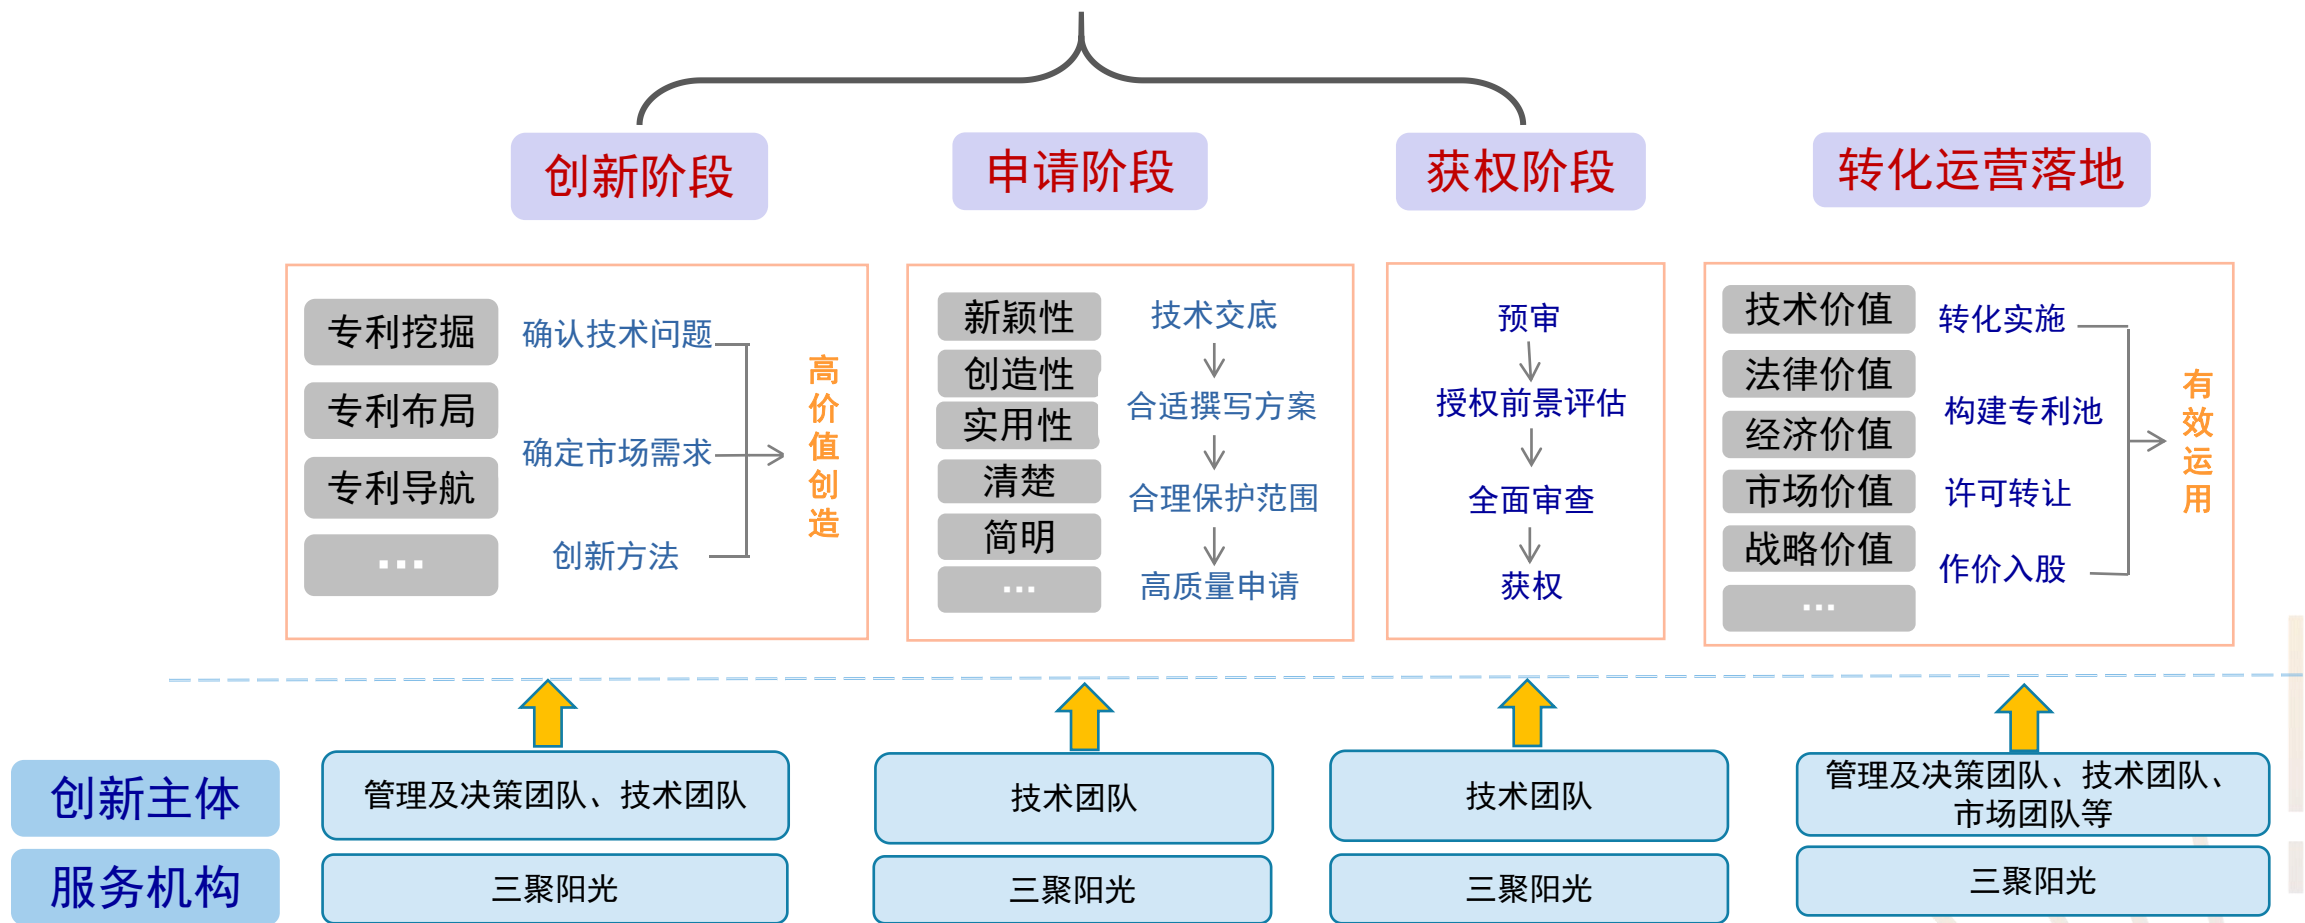 创新阶段
申请阶段
获权阶段
转化运营落地
专利挖掘
专利布局
专利导航
...
确认技术问题
确定市场需求
创新方法
高价值创造
新颖性
创造性
实用性
清楚
简明
...
技术交底
合适撰写方案
合理保护范围
高质量申请
预审
授权前景评估
全面审查
获权
技术价值
法律价值
经济价值
市场价值
战略价值
...
转化实施
构建专利池
许可转让
作价入股
有效运用
创新主体
管理及决策团队、技术团队
技术团队
技术团队
管理及决策团队、技术团队、
市场团队等
服务机构
三聚阳光
三聚阳光
三聚阳光
三聚阳光